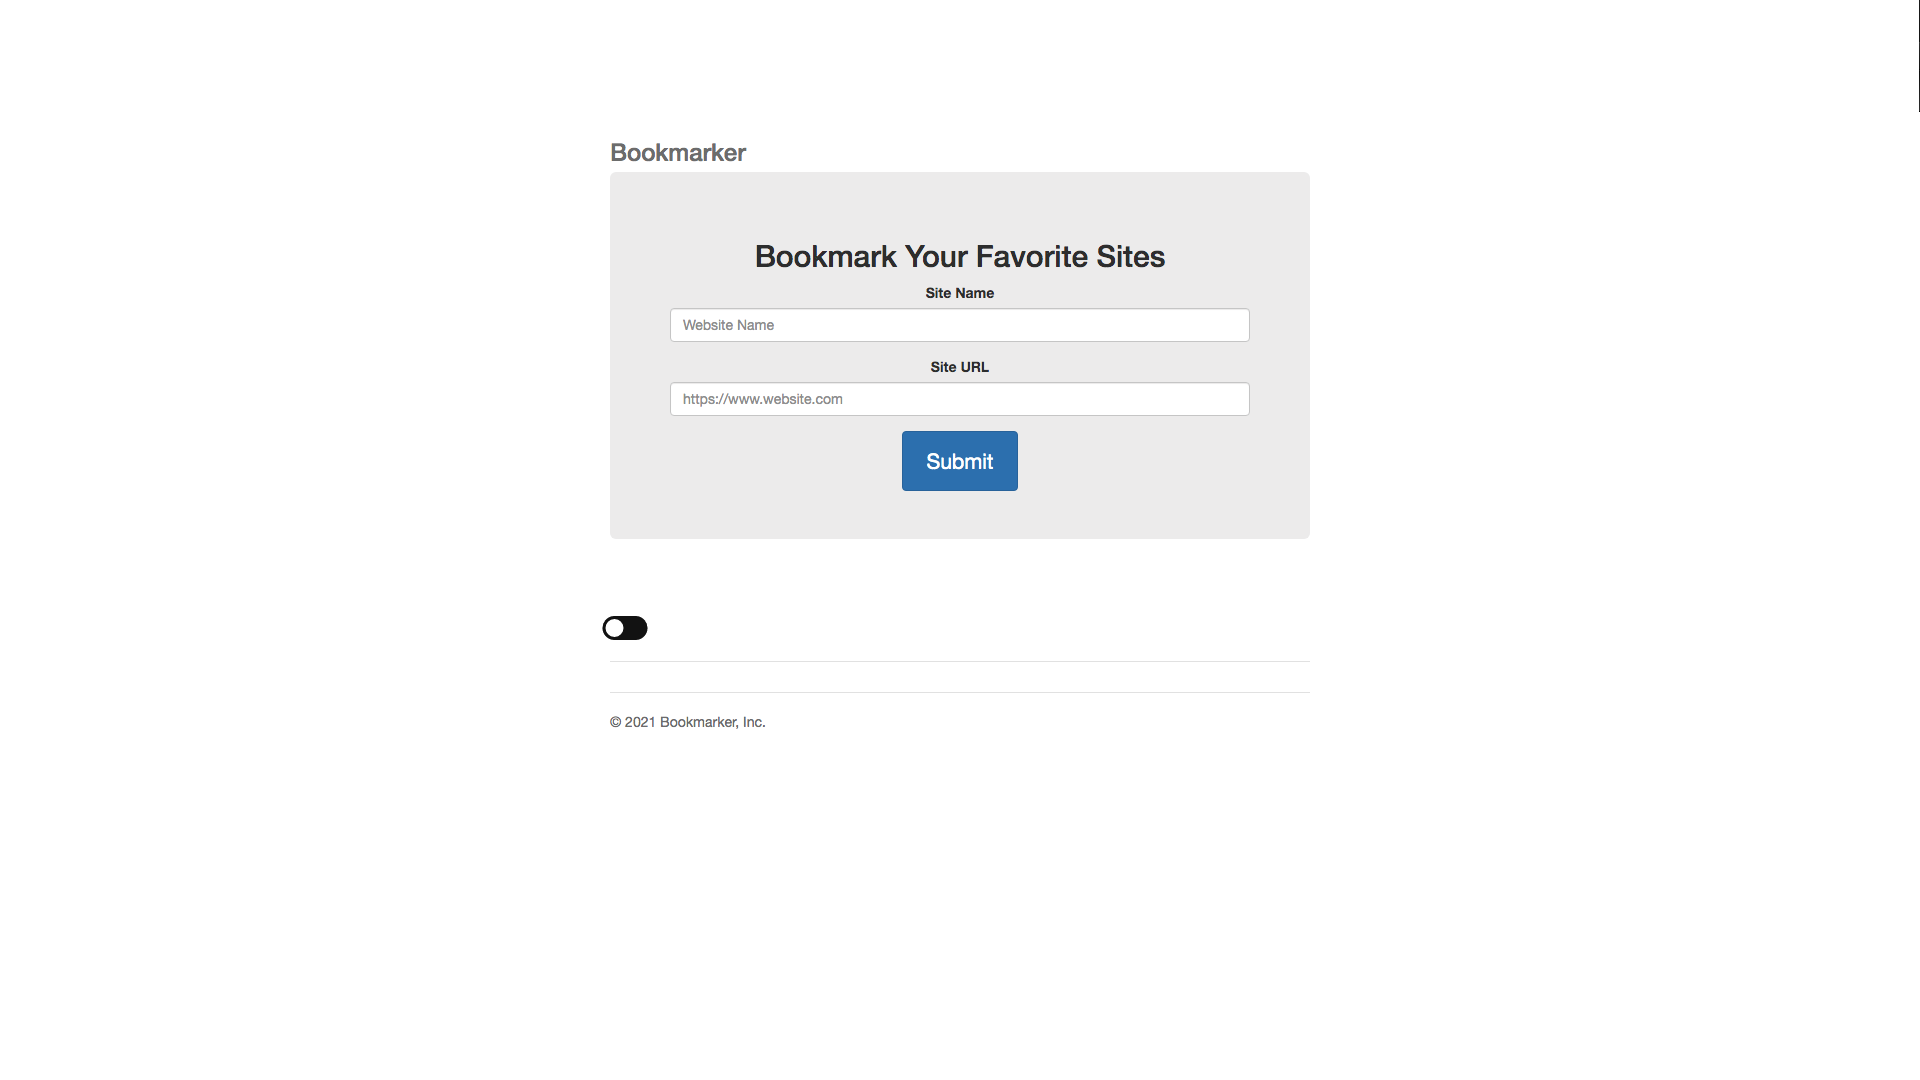 Bookmarker
Bookmark Your Favorite Sites
Site Name
Website Name
Site URL
https://www.website.com
Submit
© 2021 Bookmarker, Inc.